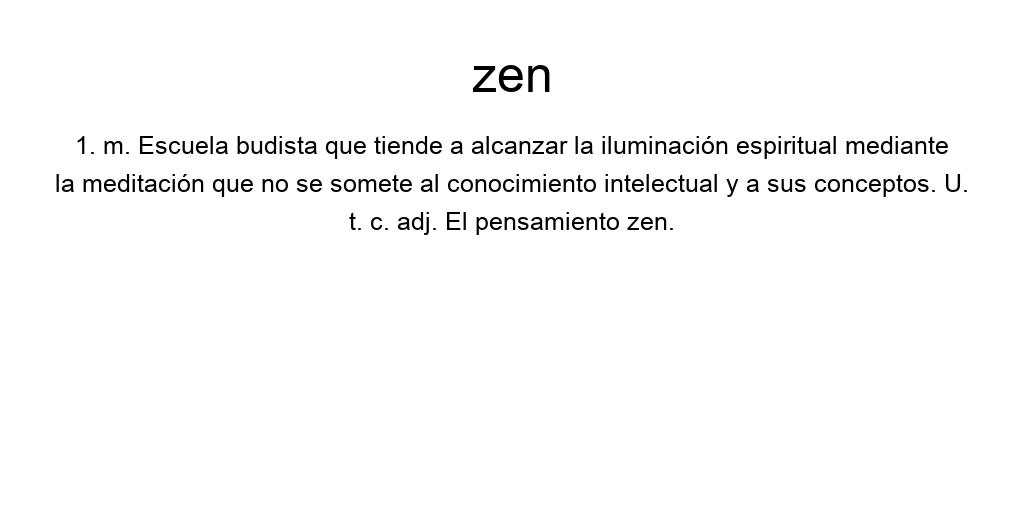 zen
1. m. Escuela budista que tiende a alcanzar la iluminación espiritual mediante
la meditación que no se somete al conocimiento intelectual y a sus conceptos. U.
t. c. adj. El pensamiento zen.